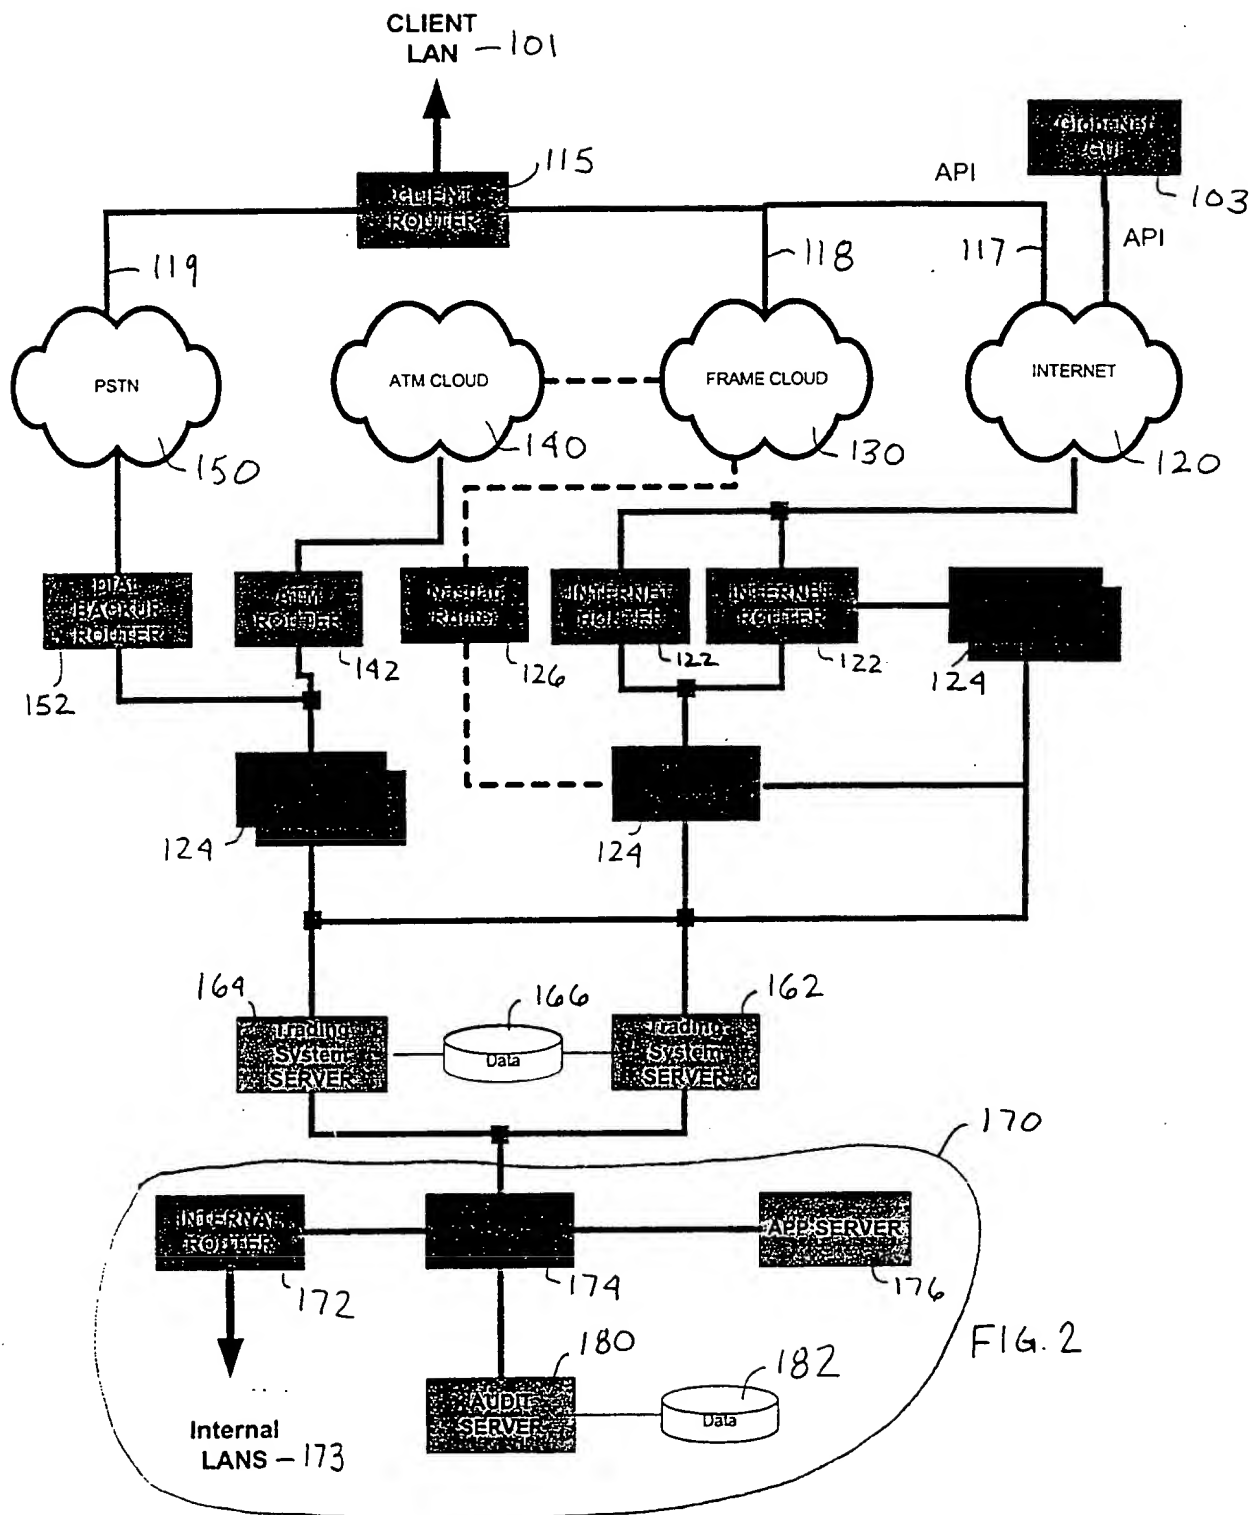 CLIENT
LAN – 101
GlobeNet
GUI
103
115
CLIENT
ROUTER
API
API
119
118
117
PSTN
ATM CLOUD
FRAME CLOUD
INTERNET
150
140
130
120
DIAL
BACKUP
ROUTER
ATM
ROUTER
Nasdaq
Route
INTERNET
ROUTER
INTERNET
ROUTER
152
142
126
122
122
124
124
124
164
166
162
Trading
System
SERVER
Data
Trading
System
SERVER
170
INTERNAL
ROUTER
APP SERVER
172
174
176
180
182
AUDIT
SERVER
Data
Internal
LANS – 173
FIG. 2